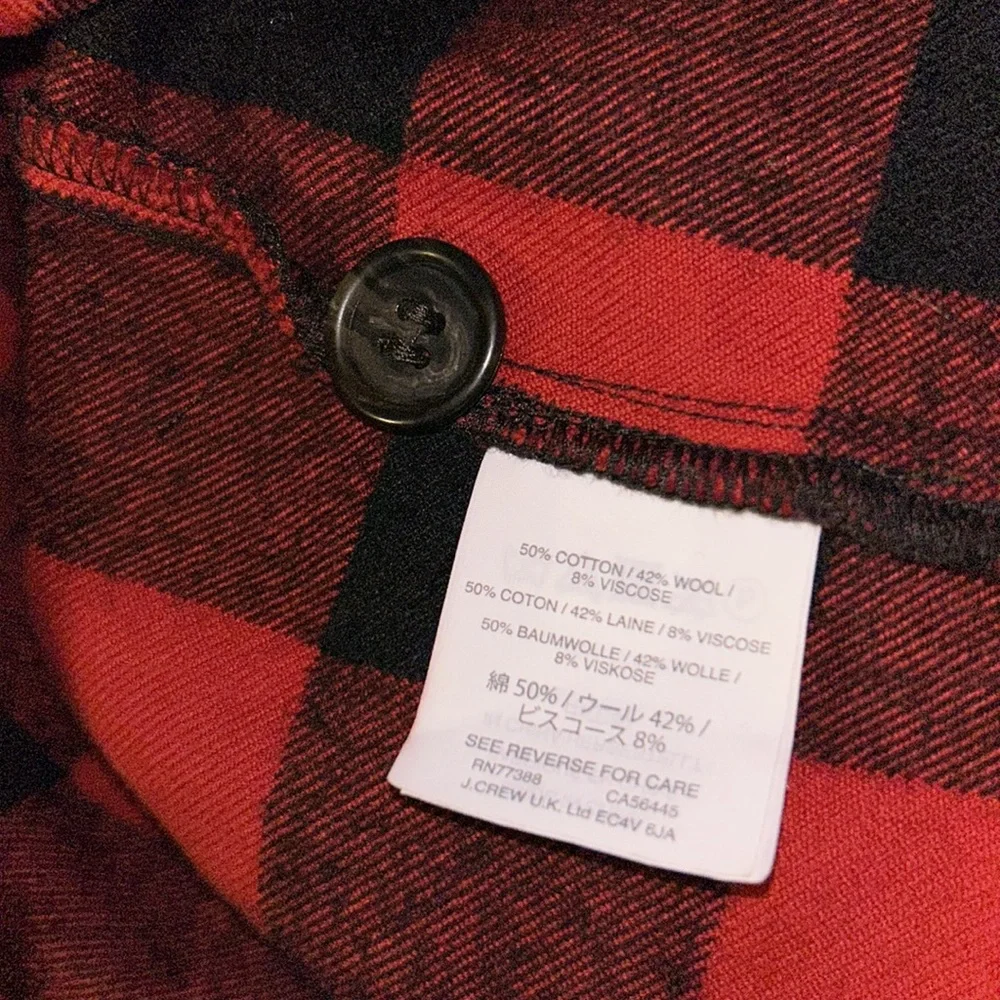 50% COTTON / 42% WOOL /
8% VISCOSE
50% COTON / 42% LAINE / 8% VISCOSE
50% BAUMWOLLE / 42% WOLLE /
8% VISKOSE
綿 50% / ウール 42% /
ビスコース 8%
SEE REVERSE FOR CARE
RN77388 CA56445
J.CREW U.K. Ltd EC4V 6JA